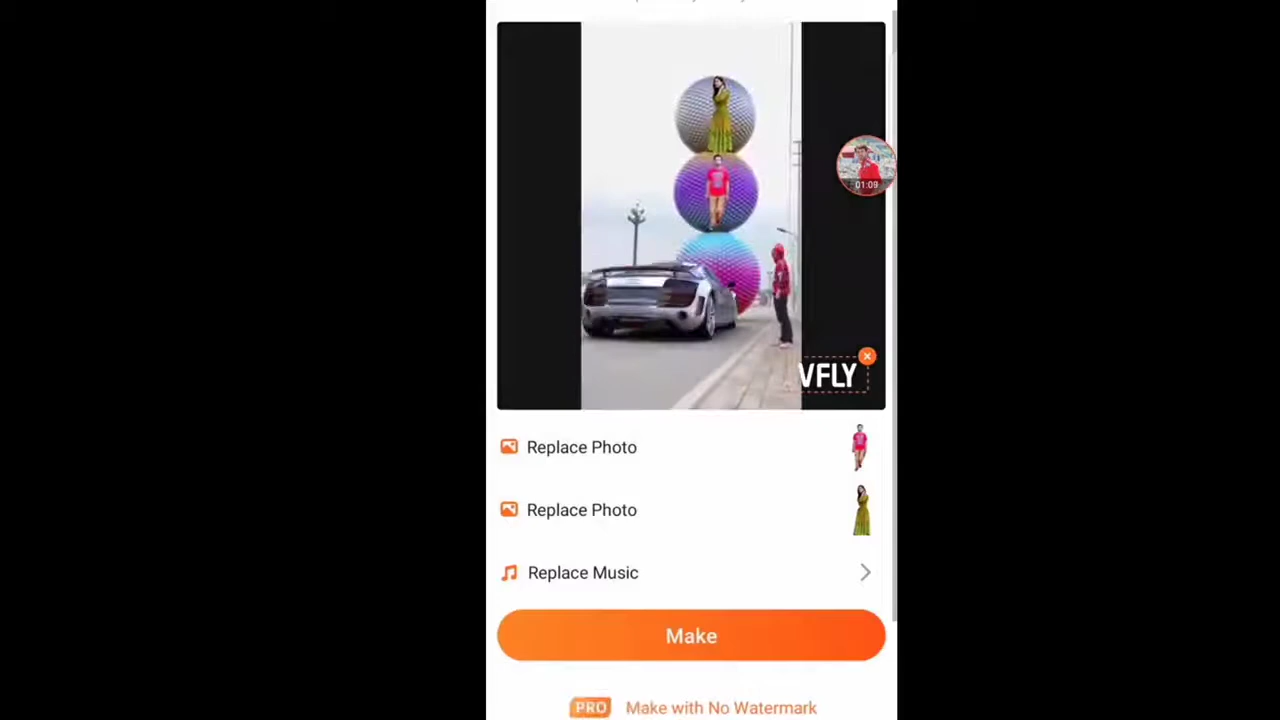 01:09
VFLY
Replace Photo
Replace Photo
Replace Music
Make
PRO Make with No Watermark